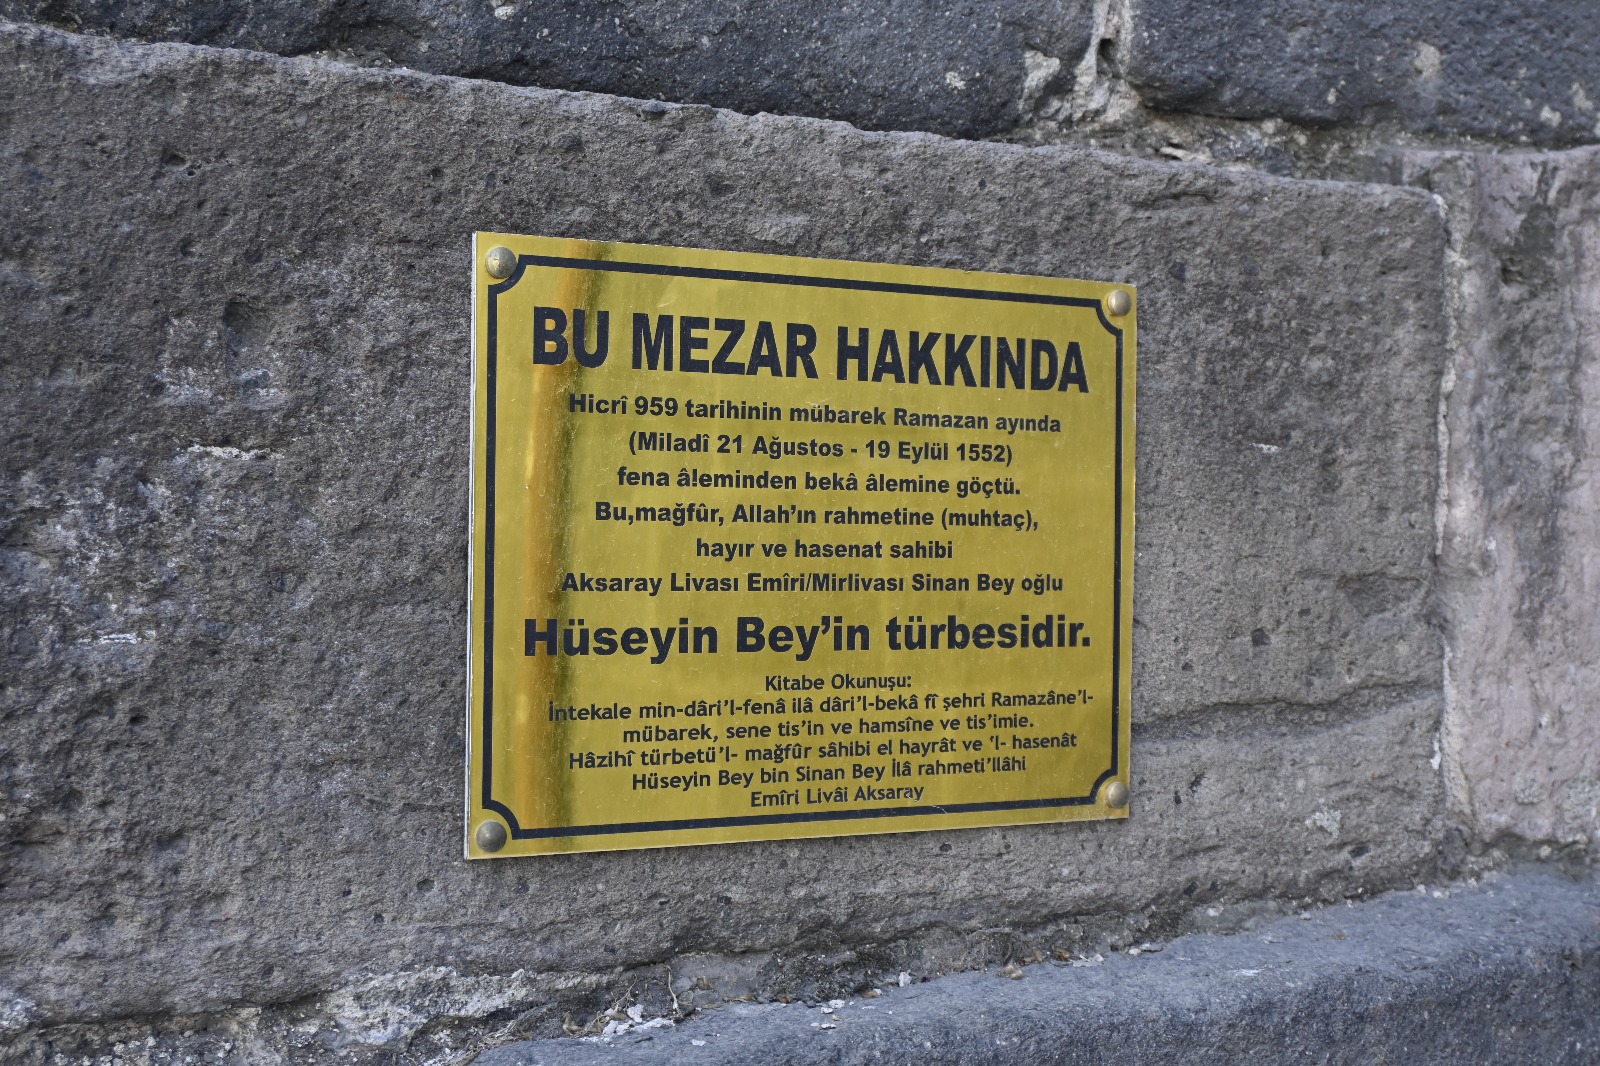 BU MEZAR HAKKINDA
Hicrî 959 tarihinin mübarek Ramazan ayında
(Miladî 21 Ağustos - 19 Eylül 1552)
fena âleminden bekâ âlemine göçtü.
Bu,mağfûr, Allah'ın rahmetine (muhtaç),
hayır ve hasenat sahibi
Aksaray Livası Emîri/Mirlivası Sinan Bey oğlu
Hüseyin Bey'in türbesidir.
Kitabe Okunuşu:
İntekale min-dâri'l-fenâ ilâ dâri'l-bekâ fî şehri Ramazâne'l-
mübarek, sene tis'in ve hamsîne ve tis'imie.
Hâzihî türbetü'l- mağfûr sâhibi el hayrât ve 'l- hasenât
Hüseyin Bey bin Sinan Bey İlâ rahmeti'llâhi
Emîri Livâi Aksaray